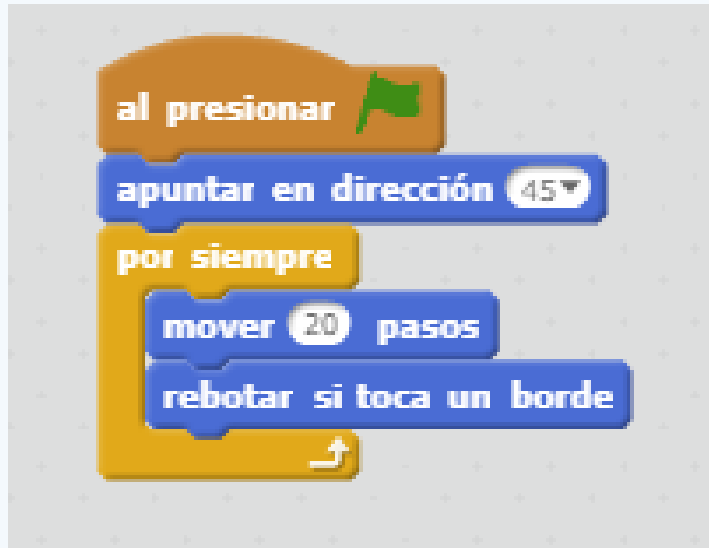 al presionar
apuntar en dirección 45
por siempre
mover 20 pasos
rebotar si toca un borde